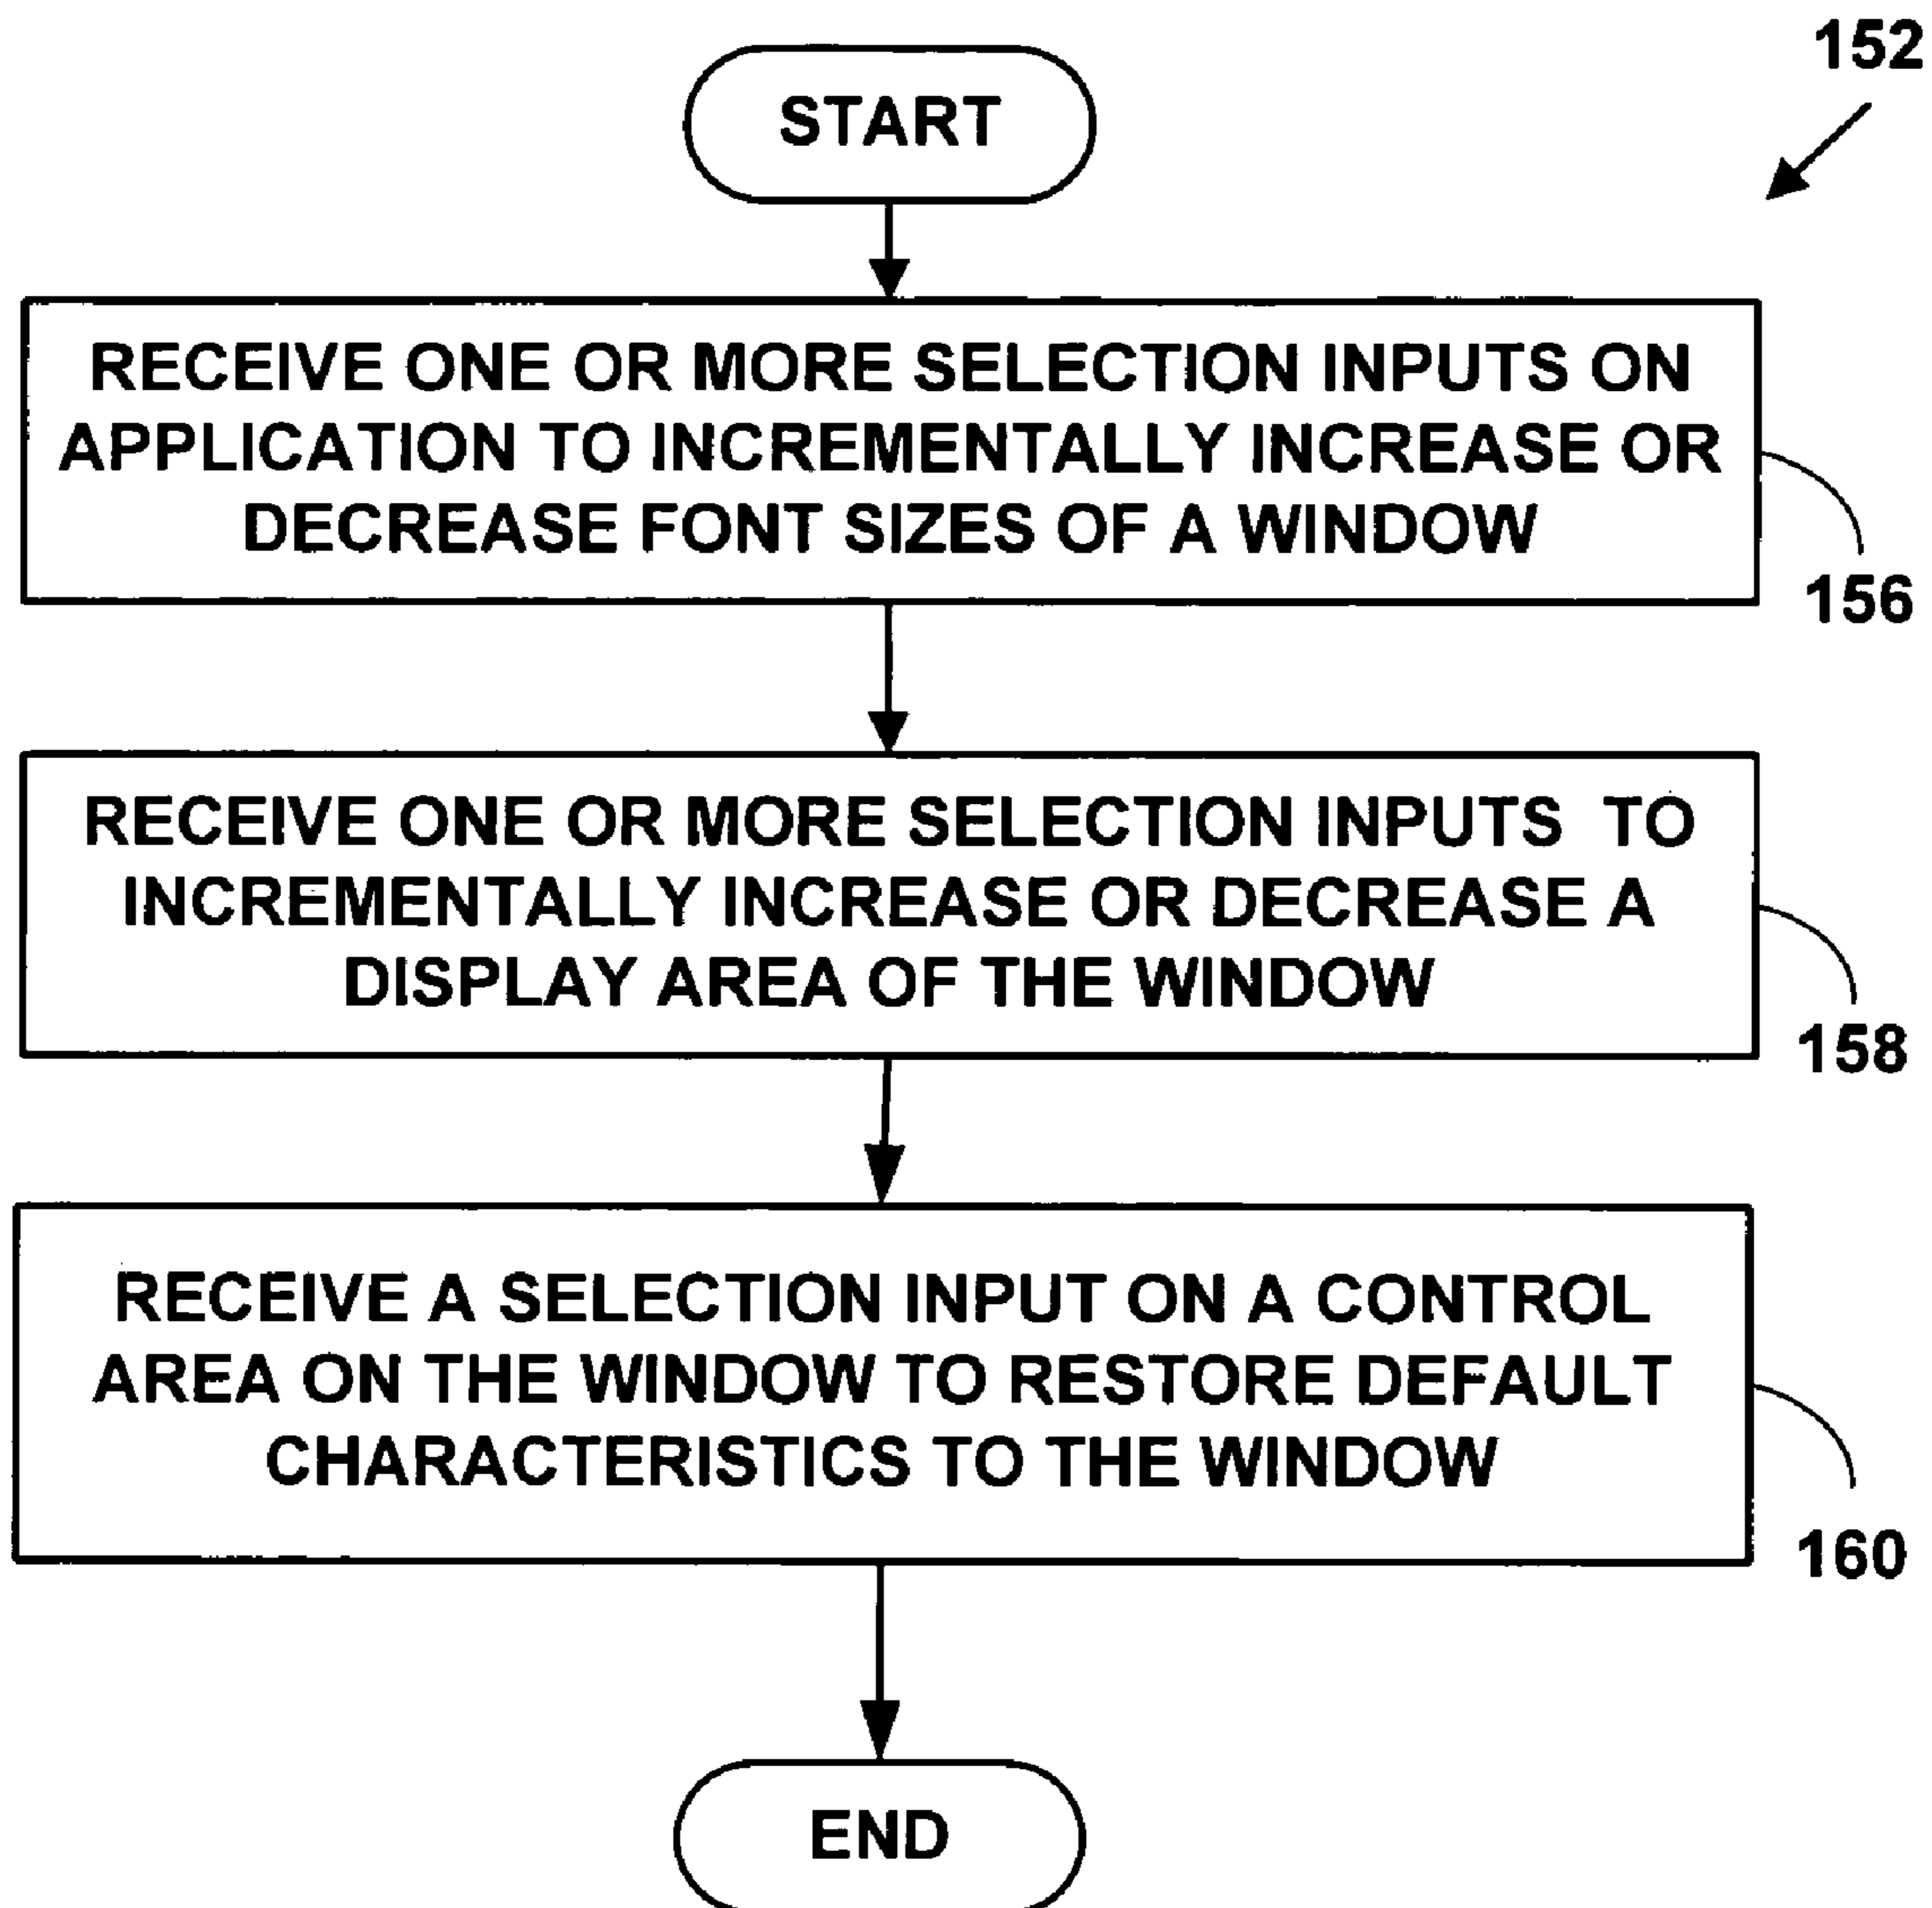 152
START
RECEIVE ONE OR MORE SELECTION INPUTS ON
APPLICATION TO INCREMENTALLY INCREASE OR
DECREASE FONT SIZES OF A WINDOW
156
RECEIVE ONE OR MORE SELECTION INPUTS TO
INCREMENTALLY INCREASE OR DECREASE A
DISPLAY AREA OF THE WINDOW
158
RECEIVE A SELECTION INPUT ON A CONTROL
AREA ON THE WINDOW TO RESTORE DEFAULT
CHARACTERISTICS TO THE WINDOW
160
END